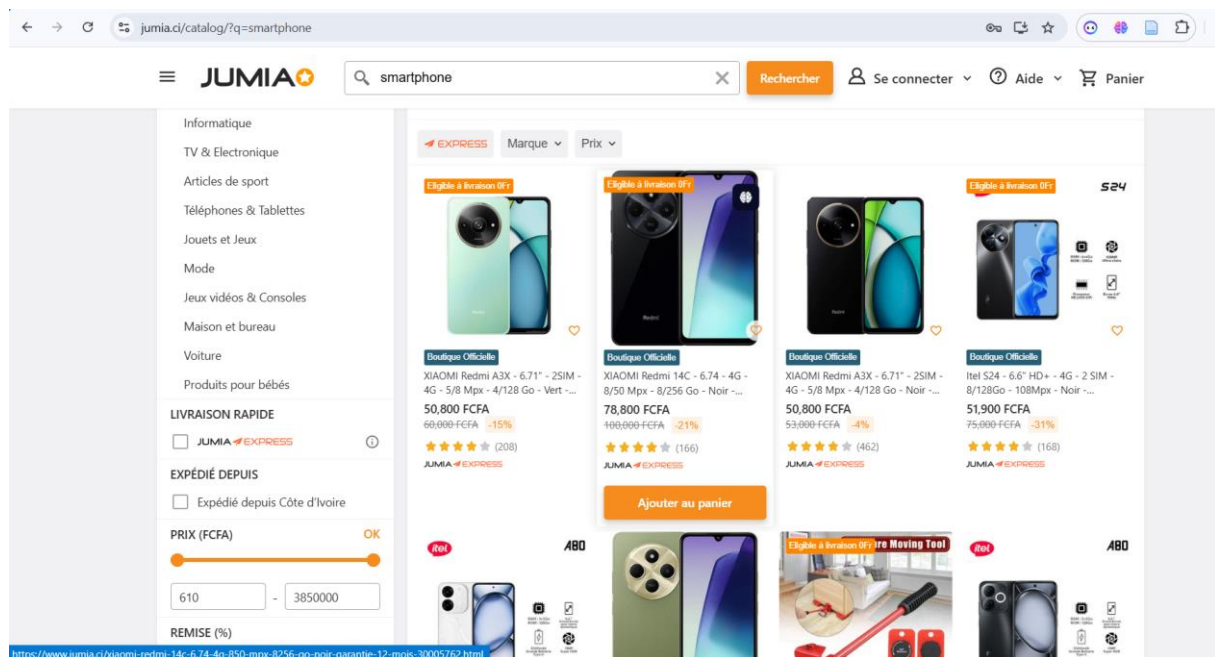 jumia.ci/catalog/?q=smartphone
JUMIA
smartphone
Rechercher
Se connecter
Aide
Panier
Informatique
TV & Electronique
Articles de sport
Téléphones & Tablettes
Jouets et Jeux
Mode
Jeux vidéos & Consoles
Maison et bureau
Voiture
Produits pour bébés
LIVRAISON RAPIDE
JUMIA EXPRESS
EXPÉDIÉ DEPUIS
Expédié depuis Côte d'Ivoire
PRIX (FCFA)
OK
610 - 3850000
REMISE (%)
EXPRESS
Marque
Prix
Eligible à livraison 0Fr
Redmi
Boutique Officielle
XIAOMI Redmi A3X - 6.71" - 2SIM -
4G - 5/8 Mpx - 4/128 Go - Vert -...
50,800 FCFA
60,000 FCFA -15%
(208)
JUMIA EXPRESS
Eligible à livraison 0Fr
Redmi
Boutique Officielle
XIAOMI Redmi 14C - 6.74 - 4G -
8/50 Mpx - 8/256 Go - Noir -...
78,800 FCFA
100,000 FCFA -21%
(166)
JUMIA EXPRESS
Ajouter au panier
Redmi
Boutique Officielle
XIAOMI Redmi A3X - 6.71" - 2SIM -
4G - 5/8 Mpx - 4/128 Go - Noir -...
50,800 FCFA
53,000 FCFA -4%
(462)
JUMIA EXPRESS
Eligible à livraison 0Fr
S24
Boutique Officielle
Itel S24 - 6.6" HD+ - 4G - 2 SIM -
8/128Go - 108Mpx - Noir -...
51,900 FCFA
75,000 FCFA -31%
(168)
JUMIA EXPRESS
itel
A80
Eligible à livraison 0Fr
re Moving Tool
itel
A80
https://www.jumia.ci/xiaomi-redmi-14c-6.74-4g-850-mpx-8256-go-noir-garantie-12-mois-30005762.html